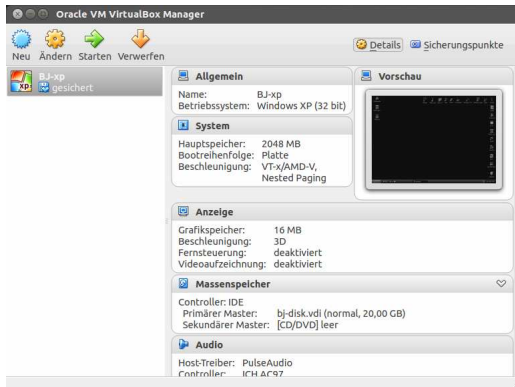 Oracle VM VirtualBox Manager
Neu Ändern Starten Verwerfen
Details Sicherungspunkte
BJ-xp
gesichert
XP
Allgemein
Name: BJ-xp
Betriebssystem: Windows XP (32 bit)
System
Hauptspeicher: 2048 MB
Bootreihenfolge: Platte
Beschleunigung: VT-x/AMD-V,
Nested Paging
Vorschau
Anzeige
Grafikspeicher: 16 MB
Beschleunigung: 3D
Fernsteuerung: deaktiviert
Videoaufzeichnung: deaktiviert
Massenspeicher
Controller: IDE
Primärer Master: bj-disk.vdi (normal, 20,00 GB)
Sekundärer Master: [CD/DVD] leer
Audio
Host-Treiber: PulseAudio
Controller: ICH AC97